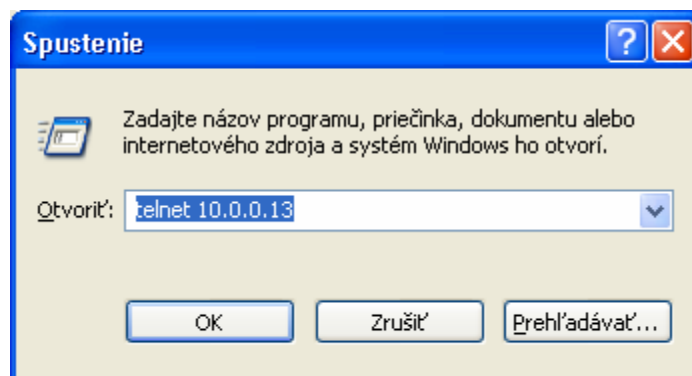 Spustenie
Zadajte názov programu, priečinka, dokumentu alebo
internetového zdroja a systém Windows ho otvorí.
Otvoriť: telnet 10.0.0.13
OK Zrušiť Prehľadávať...